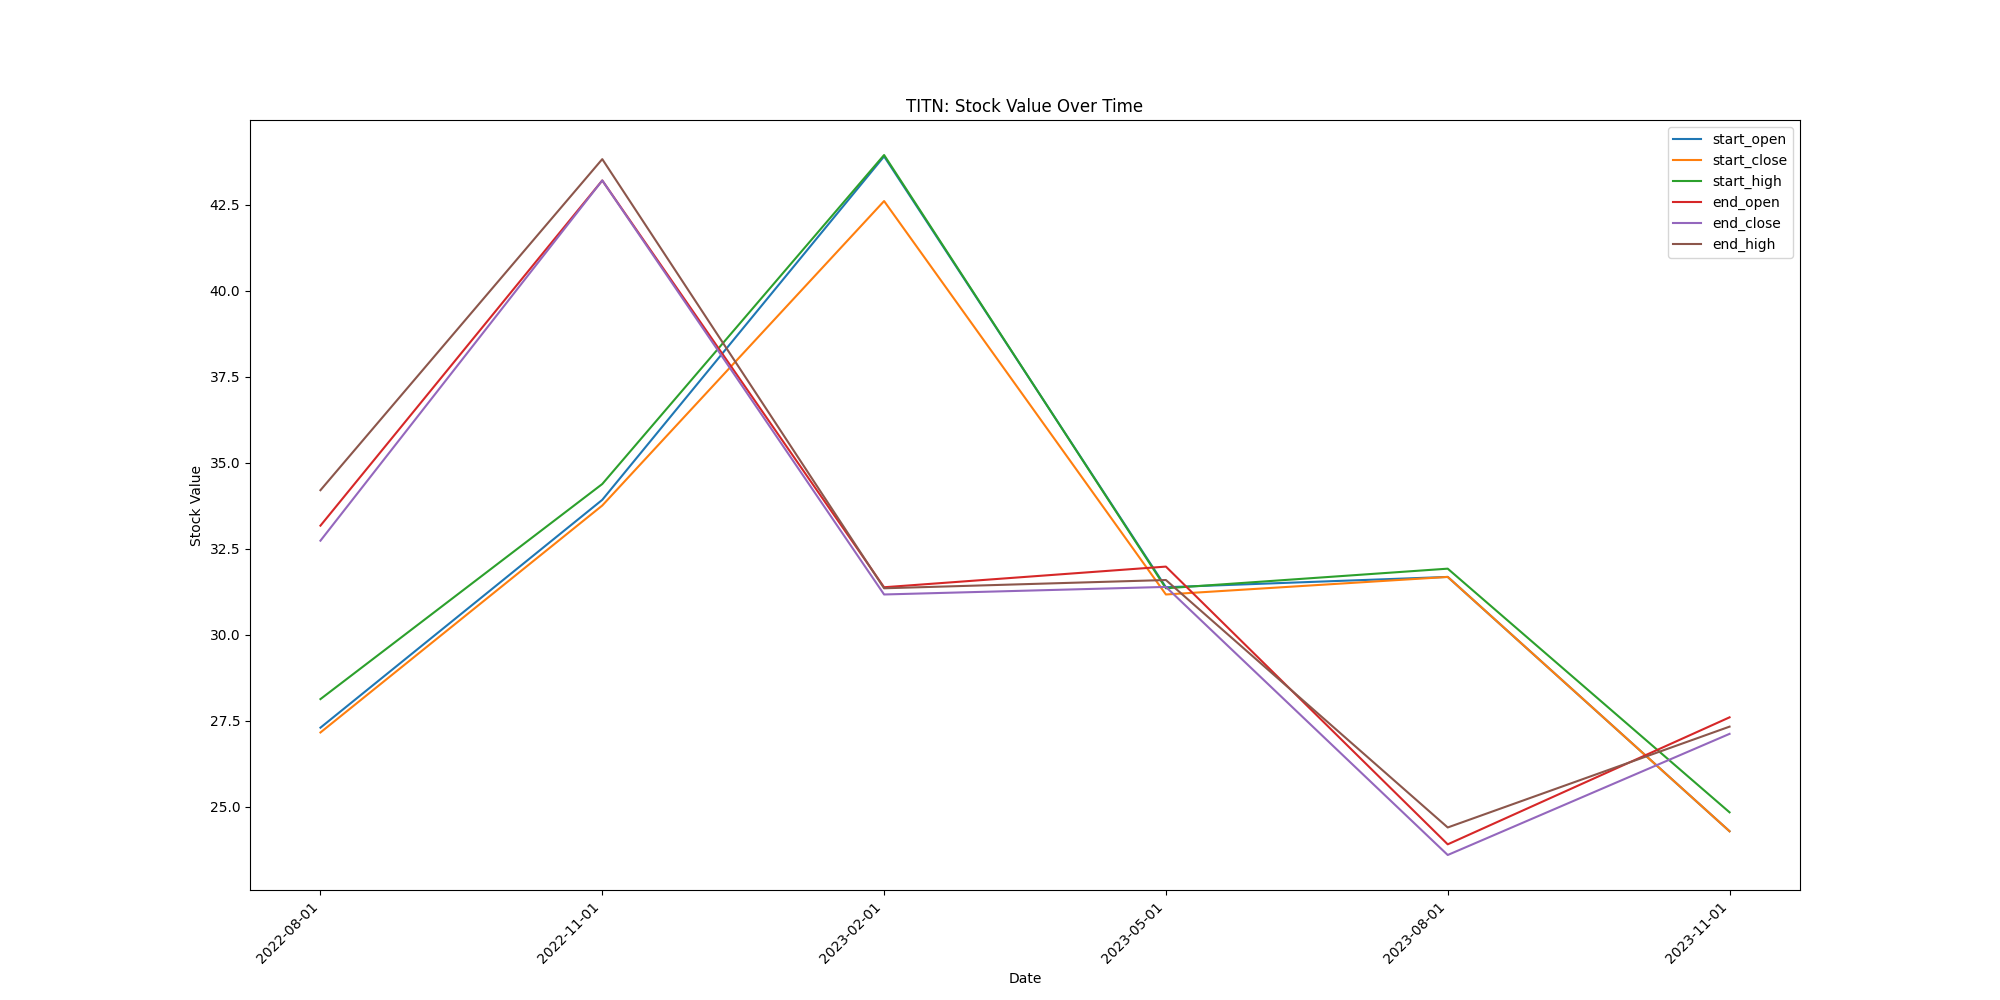 TITN: Stock Value Over Time
start_open
start_close
start_high
end_open
end_close
end_high
Stock Value
42.5
40.0
37.5
35.0
32.5
30.0
27.5
25.0
2022-08-01
2022-11-01
2023-02-01
2023-05-01
2023-08-01
2023-11-01
Date